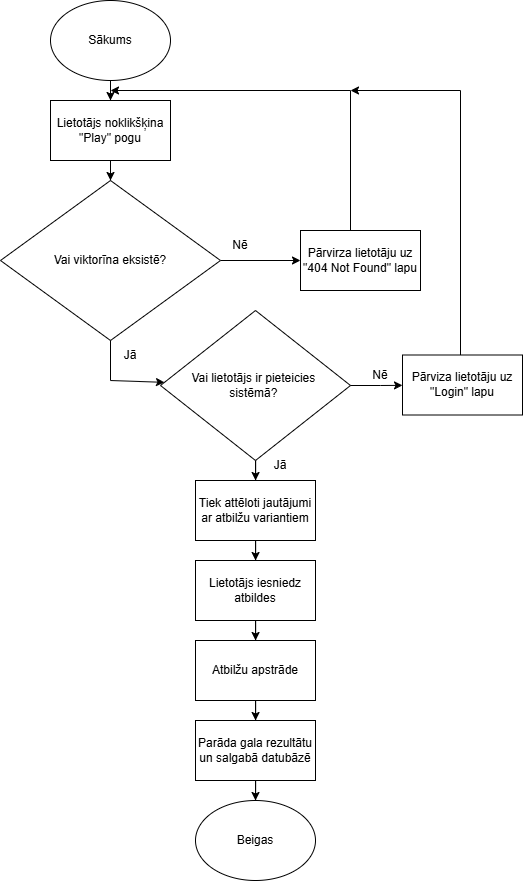 Sākums
Lietotājs noklikšķina
"Play" pogu
Vai viktorīna eksistē?
Nē
Pārvirza lietotāju uz
"404 Not Found" lapu
Jā
Vai lietotājs ir pieteicies
sistēmā?
Nē
Pārviza lietotāju uz
"Login" lapu
Jā
Tiek attēloti jautājumi
ar atbilžu variantiem
Lietotājs iesniedz
atbildes
Atbilžu apstrāde
Parāda gala rezultātu
un salgabā datubāzē
Beigas